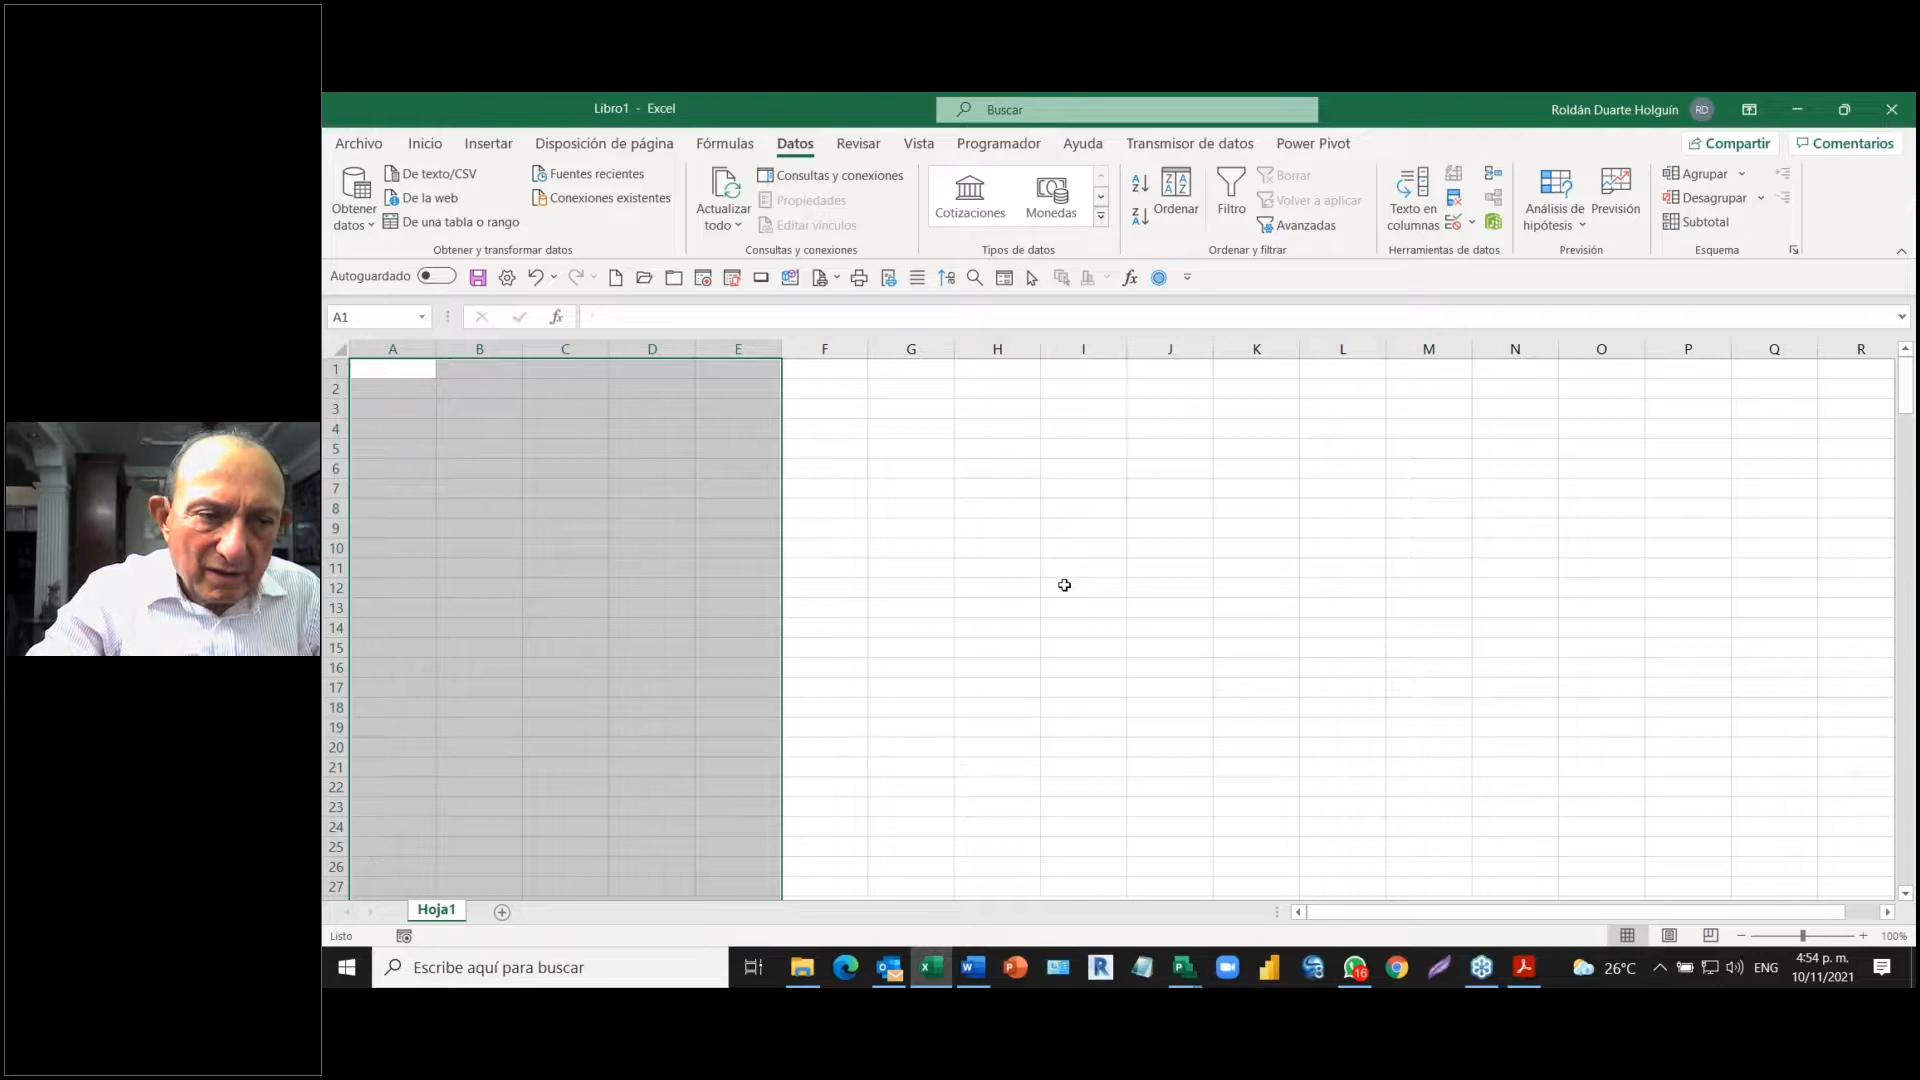 Libro1 - Excel
Buscar
Roldán Duarte Holguín RD
Archivo Inicio Insertar Disposición de página Fórmulas Datos Revisar Vista Programador Ayuda Transmisor de datos Power Pivot Compartir Comentarios
Obtener datos
De texto/CSV
De la web
De una tabla o rango
Fuentes recientes
Conexiones existentes
Obtener y transformar datos
Actualizar todo
Consultas y conexiones
Propiedades
Editar vínculos
Consultas y conexiones
Cotizaciones Monedas
Tipos de datos
Ordenar
Filtro
Borrar
Volver a aplicar
Avanzadas
Ordenar y filtrar
Texto en columnas
Herramientas de datos
Análisis de hipótesis
Previsión
Previsión
Agrupar
Desagrupar
Subtotal
Esquema
Autoguardado
A1 fx
A B C D E F G H I J K L M N O P Q R
1
2
3
4
5
6
7
8
9
10
11
12
13
14
15
16
17
18
19
20
21
22
23
24
25
26
27
Hoja1
Listo
100%
Escribe aquí para buscar
16
26°C
ENG
4:54 p. m.
10/11/2021